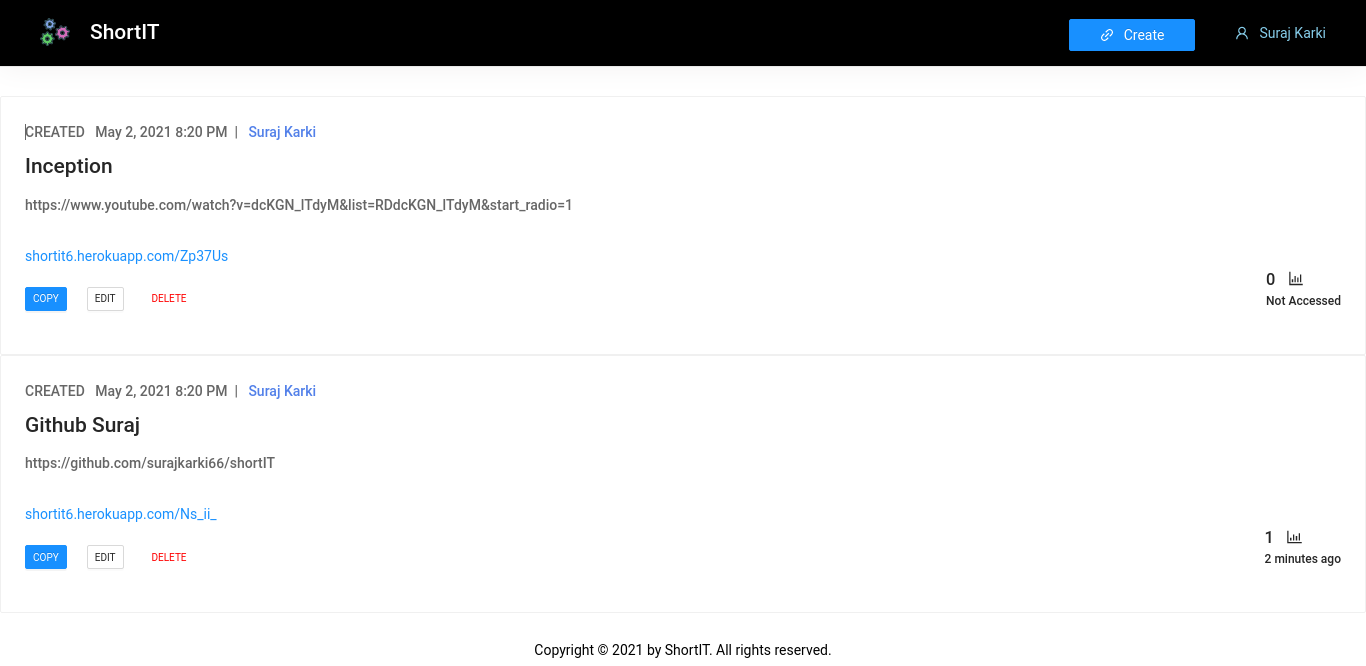 ShortIT
Create
Suraj Karki
CREATED May 2, 2021 8:20 PM | Suraj Karki
Inception
https://www.youtube.com/watch?v=dcKGN_lTdyM&list=RDdcKGN_lTdyM&start_radio=1
shortit6.herokuapp.com/Zp37Us
COPY EDIT DELETE
0
Not Accessed
CREATED May 2, 2021 8:20 PM | Suraj Karki
Github Suraj
https://github.com/surajkarki66/shortIT
shortit6.herokuapp.com/Ns_ii_
COPY EDIT DELETE
1
2 minutes ago
Copyright © 2021 by ShortIT. All rights reserved.